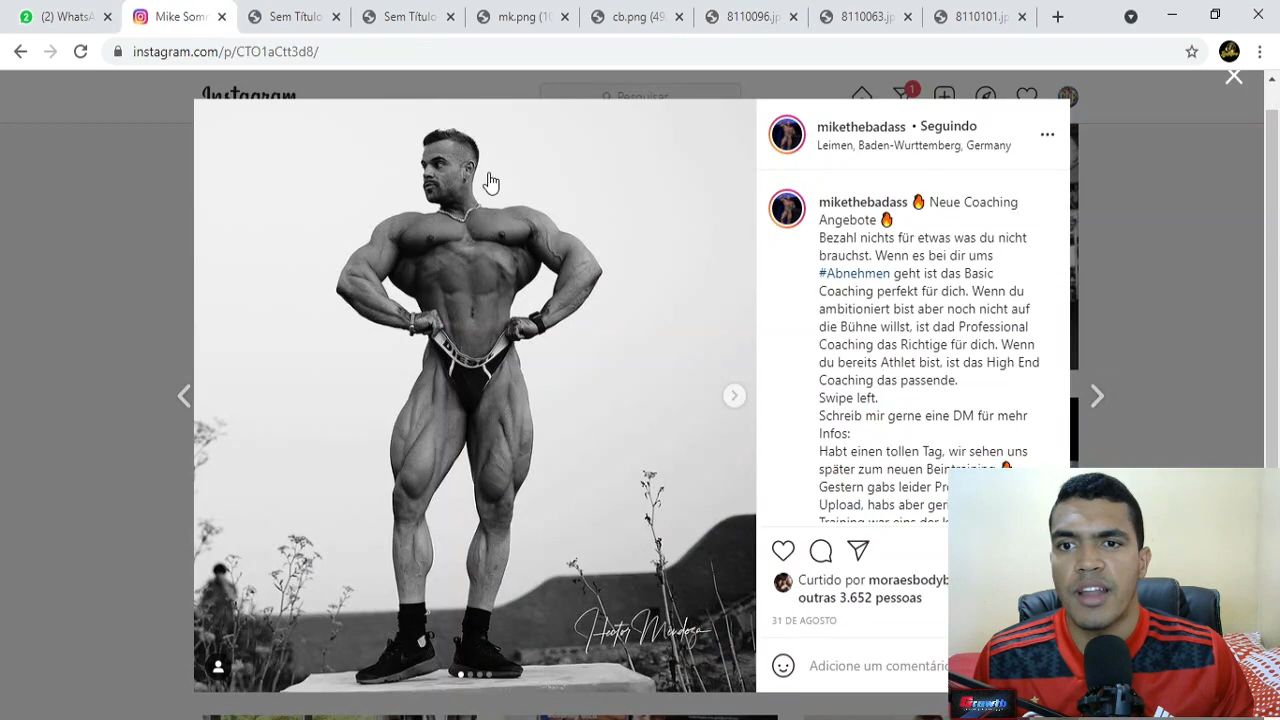 (2) WhatsA
Mike Som
Sem Título
Sem Título
mk.png (10
cb.png (49
8110096.jp
8110063.jp
8110101.jp
instagram.com/p/CTO1aCtt3d8/
Instagram
Pesquisar
1
mikethebadass • Seguindo
Leimen, Baden-Wurttemberg, Germany
mikethebadass 🔥 Neue Coaching
Angebote 🔥
Bezahl nichts für etwas was du nicht
brauchst. Wenn es bei dir ums
#Abnehmen geht ist das Basic
Coaching perfekt für dich. Wenn du
ambitioniert bist aber noch nicht auf
die Bühne willst, ist dad Professional
Coaching das Richtige für dich. Wenn
du bereits Athlet bist, ist das High End
Coaching das passende.
Swipe left.
Schreib mir gerne eine DM für mehr
Infos:
Habt einen tollen Tag, wir sehen uns
später zum neuen Beintraining 🔥
Gestern gabs leider Pr
Upload, habs aber ger
Hector Mendoza
Curtido por moraesbodyb
outras 3.652 pessoas
31 DE AGOSTO
Adicione um comentário
Growth